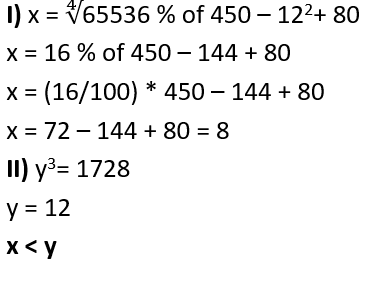 I) x = ∜65536 % of 450 – 12²+ 80
x = 16 % of 450 – 144 + 80
x = (16/100) * 450 – 144 + 80
x = 72 – 144 + 80 = 8
II) y³= 1728
y = 12
x < y